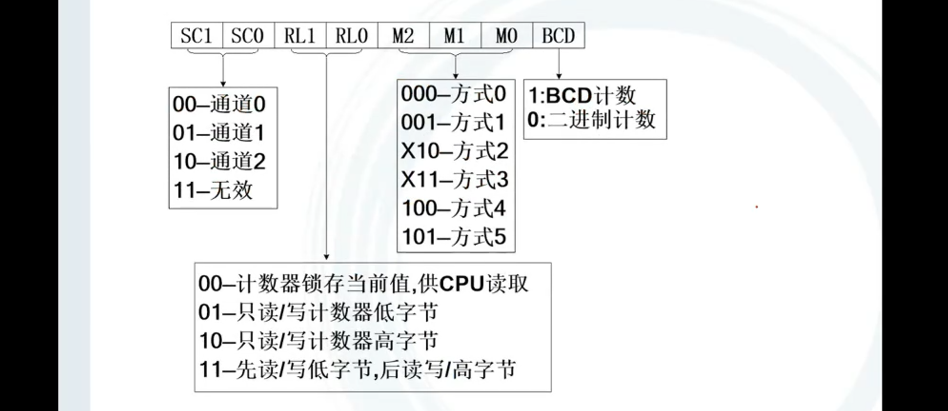 SC1 SC0 RL1 RL0 M2 M1 M0 BCD
00–通道0
01–通道1
10–通道2
11–无效
000–方式0
001–方式1
X10–方式2
X11–方式3
100–方式4
101–方式5
1:BCD计数
0:二进制计数
00–计数器锁存当前值,供CPU读取
01–只读/写计数器低字节
10–只读/写计数器高字节
11–先读/写低字节,后读写/高字节